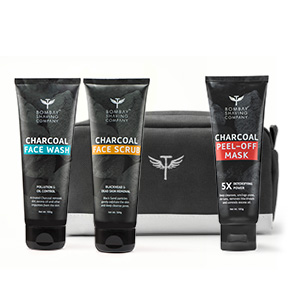 BOMBAY
SHAVING
COMPANY
CHARCOAL
FACE WASH
POLLUTION &
OIL CONTROL
BOMBAY
SHAVING
COMPANY
CHARCOAL
FACE SCRUB
BLACKHEAD &
DEAD SKIN REMOVAL
BOMBAY
SHAVING
COMPANY
CHARCOAL
PEEL-OFF
MASK
5X DETOXIFYING
POWER